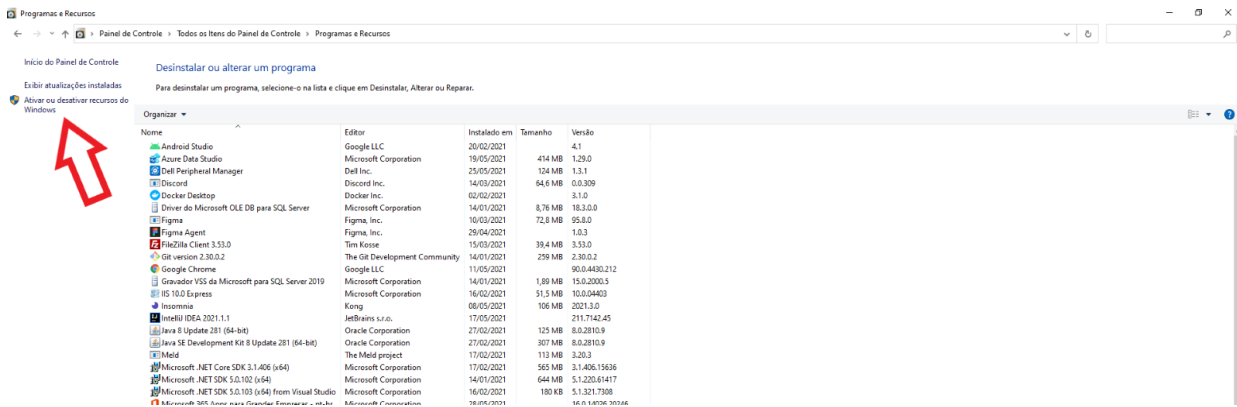 Programas e Recursos
Painel de Controle > Todos os Itens do Painel de Controle > Programas e Recursos
Início do Painel de Controle
Exibir atualizações instaladas
Ativar ou desativar recursos do
Windows
Desinstalar ou alterar um programa
Para desinstalar um programa, selecione-o na lista e clique em Desinstalar, Alterar ou Reparar.
Organizar
Nome Editor Instalado em Tamanho Versão
Android Studio Google LLC 20/02/2021 4.1
Azure Data Studio Microsoft Corporation 19/05/2021 414 MB 1.29.0
Dell Peripheral Manager Dell Inc. 25/05/2021 124 MB 1.3.1
Discord Discord Inc. 14/03/2021 64,6 MB 0.0.309
Docker Desktop Docker Inc. 02/02/2021 3.1.0
Driver do Microsoft OLE DB para SQL Server Microsoft Corporation 14/01/2021 8,76 MB 18.3.0.0
Figma Figma, Inc. 10/03/2021 72,8 MB 95.8.0
Figma Agent Figma, Inc. 29/04/2021 1.0.3
FileZilla Client 3.53.0 Tim Kosse 15/03/2021 39,4 MB 3.53.0
Git version 2.30.0.2 The Git Development Community 14/01/2021 259 MB 2.30.0.2
Google Chrome Google LLC 11/05/2021 90.0.4430.212
Gravador VSS da Microsoft para SQL Server 2019 Microsoft Corporation 14/01/2021 1,89 MB 15.0.2000.5
IIS 10.0 Express Microsoft Corporation 16/02/2021 51,5 MB 10.0.04403
Insomnia Kong 08/05/2021 106 MB 2021.3.0
IntelliJ IDEA 2021.1.1 JetBrains s.r.o. 17/05/2021 211.7142.45
Java 8 Update 281 (64-bit) Oracle Corporation 27/02/2021 125 MB 8.0.2810.9
Java SE Development Kit 8 Update 281 (64-bit) Oracle Corporation 27/02/2021 307 MB 8.0.2810.9
Meld The Meld project 17/02/2021 113 MB 3.20.3
Microsoft .NET Core SDK 3.1.406 (x64) Microsoft Corporation 17/02/2021 565 MB 3.1.406.15636
Microsoft .NET SDK 5.0.102 (x64) Microsoft Corporation 14/01/2021 644 MB 5.1.220.61417
Microsoft .NET SDK 5.0.103 (x64) from Visual Studio Microsoft Corporation 16/02/2021 180 KB 5.1.321.7308
Microsoft 365 Apps para Grandes Empresas - pt-br Microsoft Corporation 28/05/2021 16.0.14026.20246